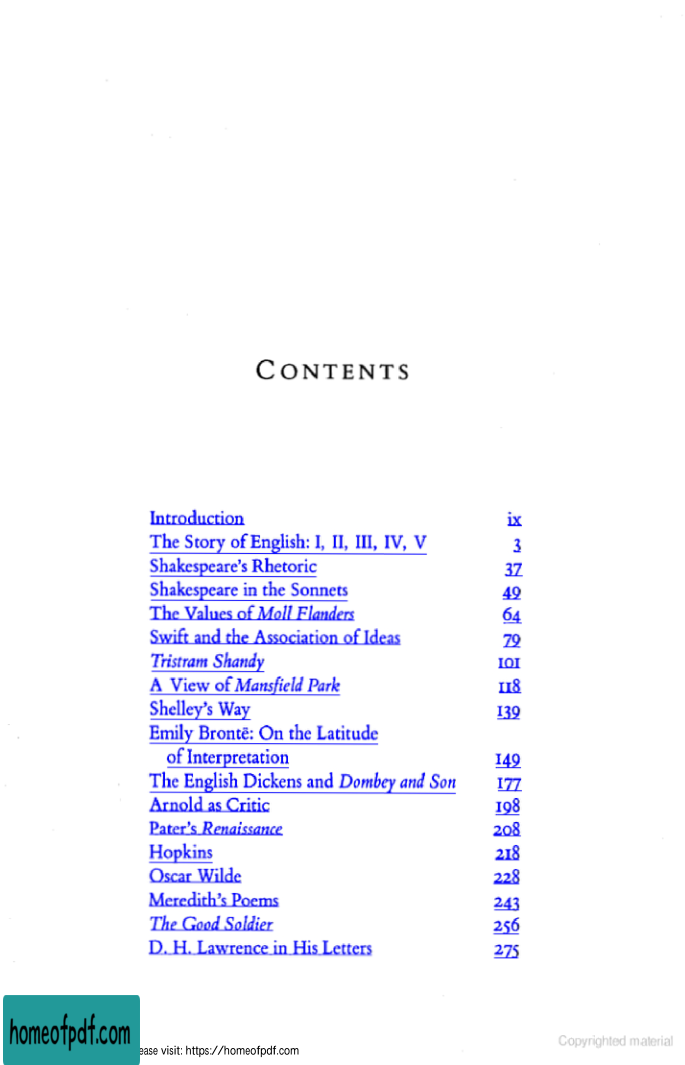 CONTENTS
Introduction ix
The Story of English: I, II, III, IV, V 3
Shakespeare's Rhetoric 37
Shakespeare in the Sonnets 49
The Values of Moll Flanders 64
Swift and the Association of Ideas 79
Tristram Shandy 101
A View of Mansfield Park 118
Shelley's Way 139
Emily Brontë: On the Latitude
of Interpretation 149
The English Dickens and Dombey and Son 177
Arnold as Critic 198
Pater's Renaissance 208
Hopkins 218
Oscar Wilde 228
Meredith's Poems 243
The Good Soldier 256
D. H. Lawrence in His Letters 275
homeofpdf.com
ease visit: https://homeofpdf.com
Copyrighted material